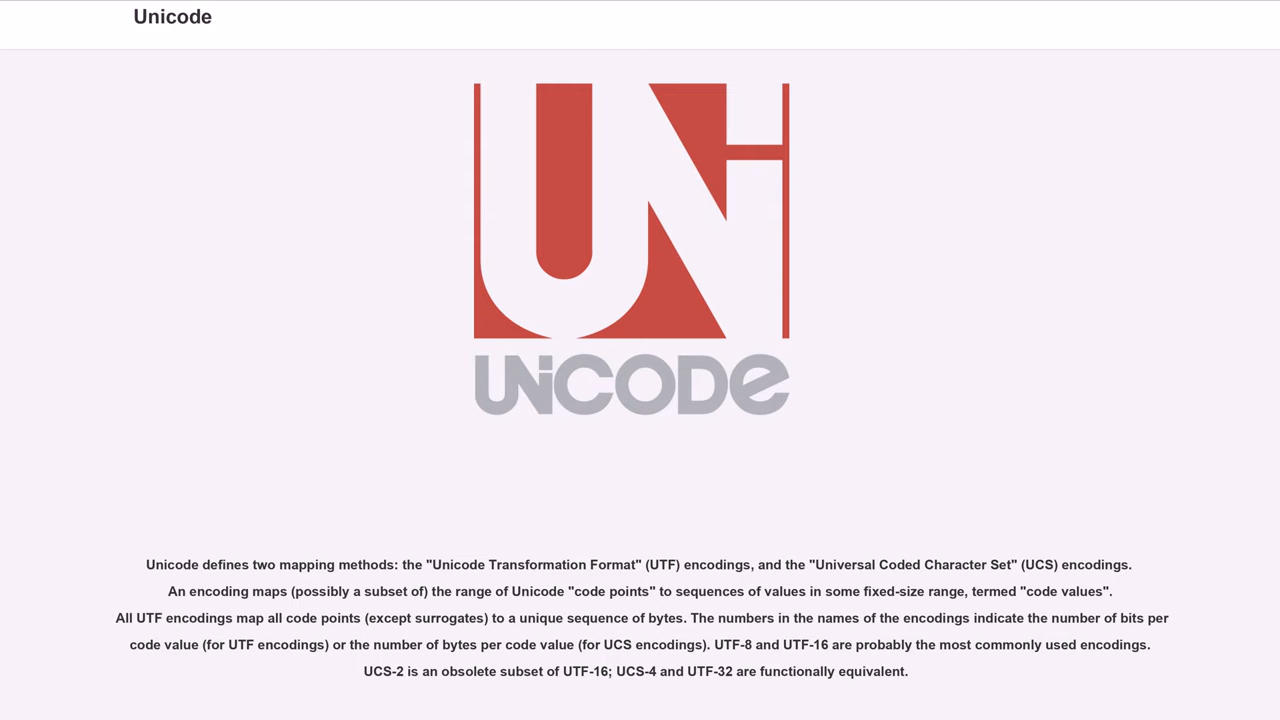 Unicode
UNi
UNiCODe
Unicode defines two mapping methods: the "Unicode Transformation Format" (UTF) encodings, and the "Universal Coded Character Set" (UCS) encodings.
An encoding maps (possibly a subset of) the range of Unicode "code points" to sequences of values in some fixed-size range, termed "code values".
All UTF encodings map all code points (except surrogates) to a unique sequence of bytes. The numbers in the names of the encodings indicate the number of bits per
code value (for UTF encodings) or the number of bytes per code value (for UCS encodings). UTF-8 and UTF-16 are probably the most commonly used encodings.
UCS-2 is an obsolete subset of UTF-16; UCS-4 and UTF-32 are functionally equivalent.